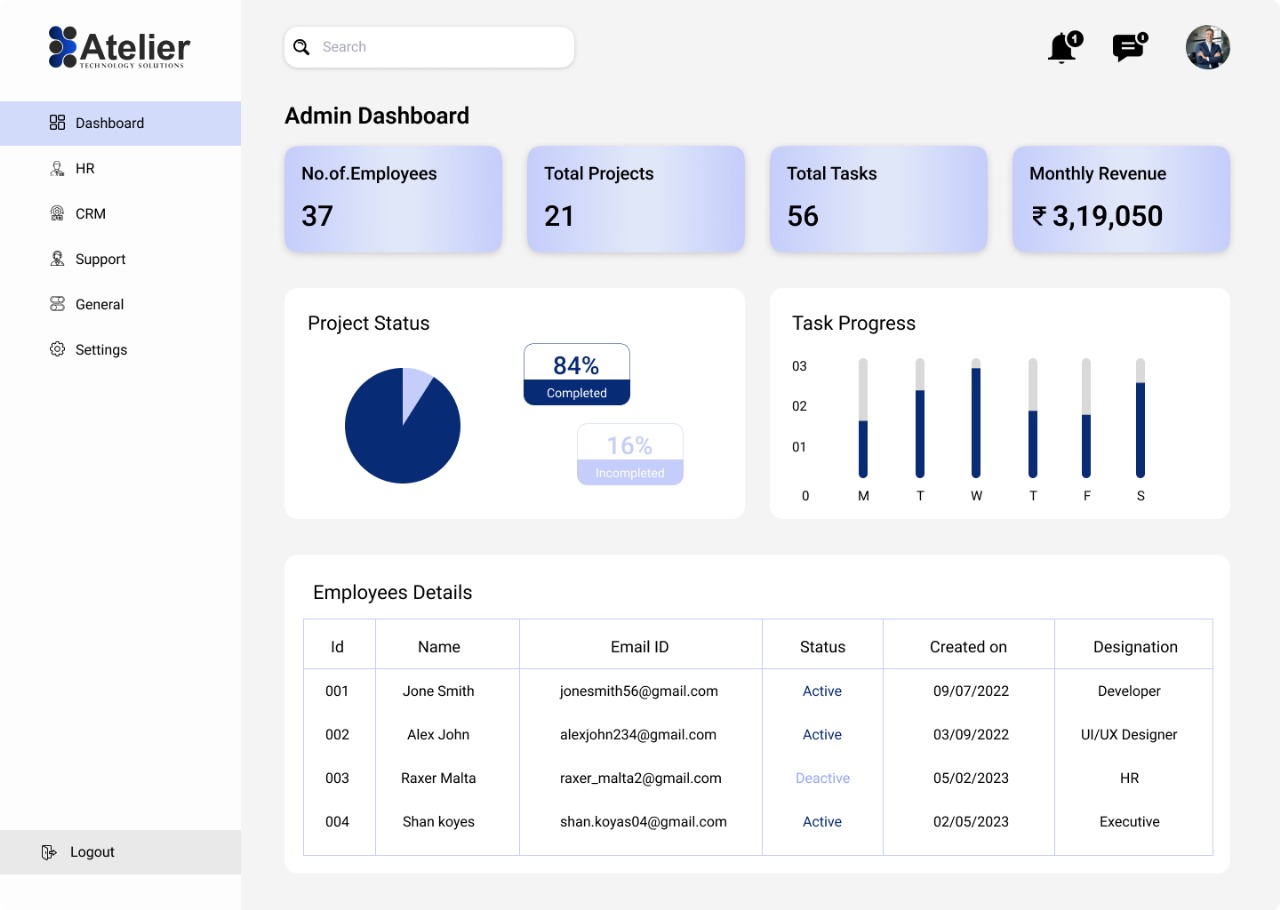 Atelier
TECHNOLOGY SOLUTIONS
Search
1
0
Dashboard
HR
CRM
Support
General
Settings
Logout
Admin Dashboard
No.of.Employees
37
Total Projects
21
Total Tasks
56
Monthly Revenue
₹ 3,19,050
Project Status
84%
Completed
16%
Incompleted
Task Progress
03
02
01
0 M T W T F S
Employees Details
Id Name Email ID Status Created on Designation
001 Jone Smith jonesmith56@gmail.com Active 09/07/2022 Developer
002 Alex John alexjohn234@gmail.com Active 03/09/2022 UI/UX Designer
003 Raxer Malta raxer_malta2@gmail.com Deactive 05/02/2023 HR
004 Shan koyes shan.koyas04@gmail.com Active 02/05/2023 Executive